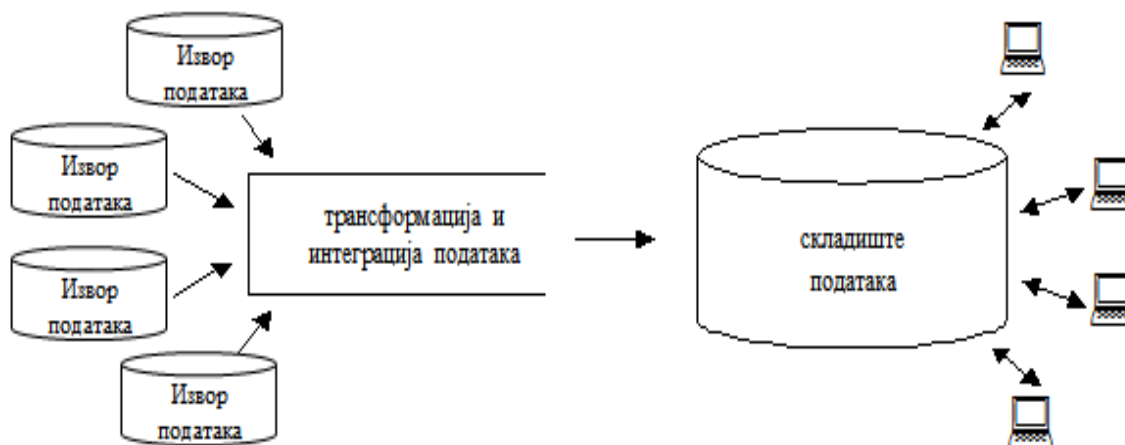 Извор
података
Извор
података
Извор
података
Извор
података
трансформација и
интеграција података
складиште
података